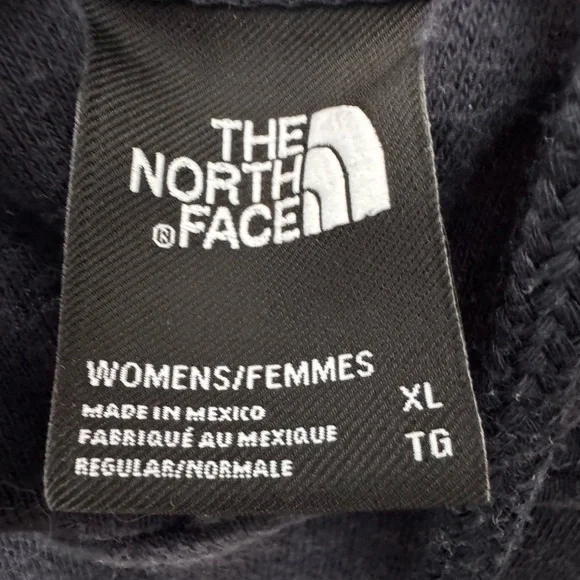 THE
NORTH
FACE
WOMENS/FEMMES
XL
MADE IN MEXICO
FABRIQUÉ AU MEXIQUE
TG
REGULAR/NORMALE